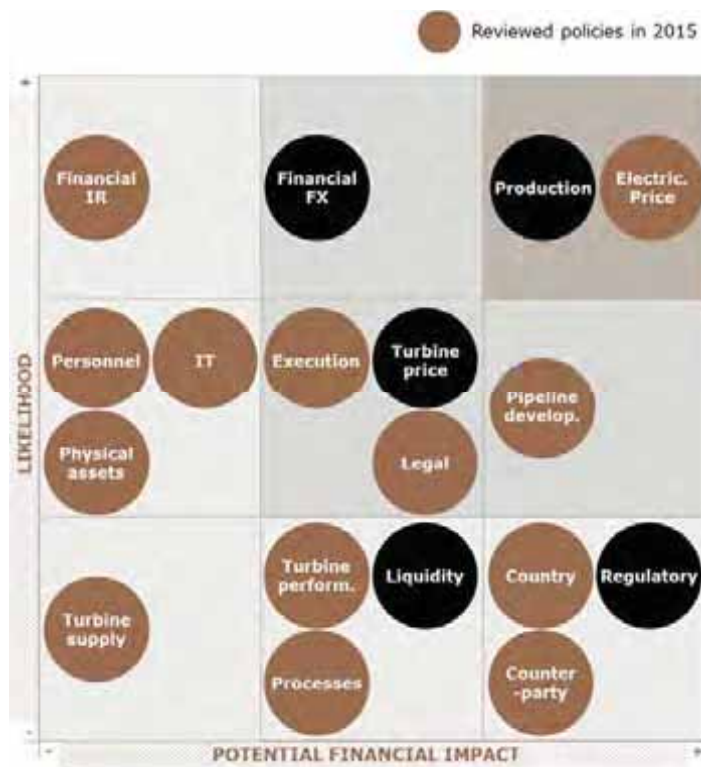 Reviewed policies in 2015
+
Financial
IR
Financial
FX
Production
Electric.
Price
LIKELIHOOD
Personnel
IT
Execution
Turbine
price
Pipeline
develop.
Physical
assets
Legal
Turbine
perform.
Liquidity
Country
Regulatory
Turbine
supply
Processes
Counter
-party
-
-
POTENTIAL FINANCIAL IMPACT
+